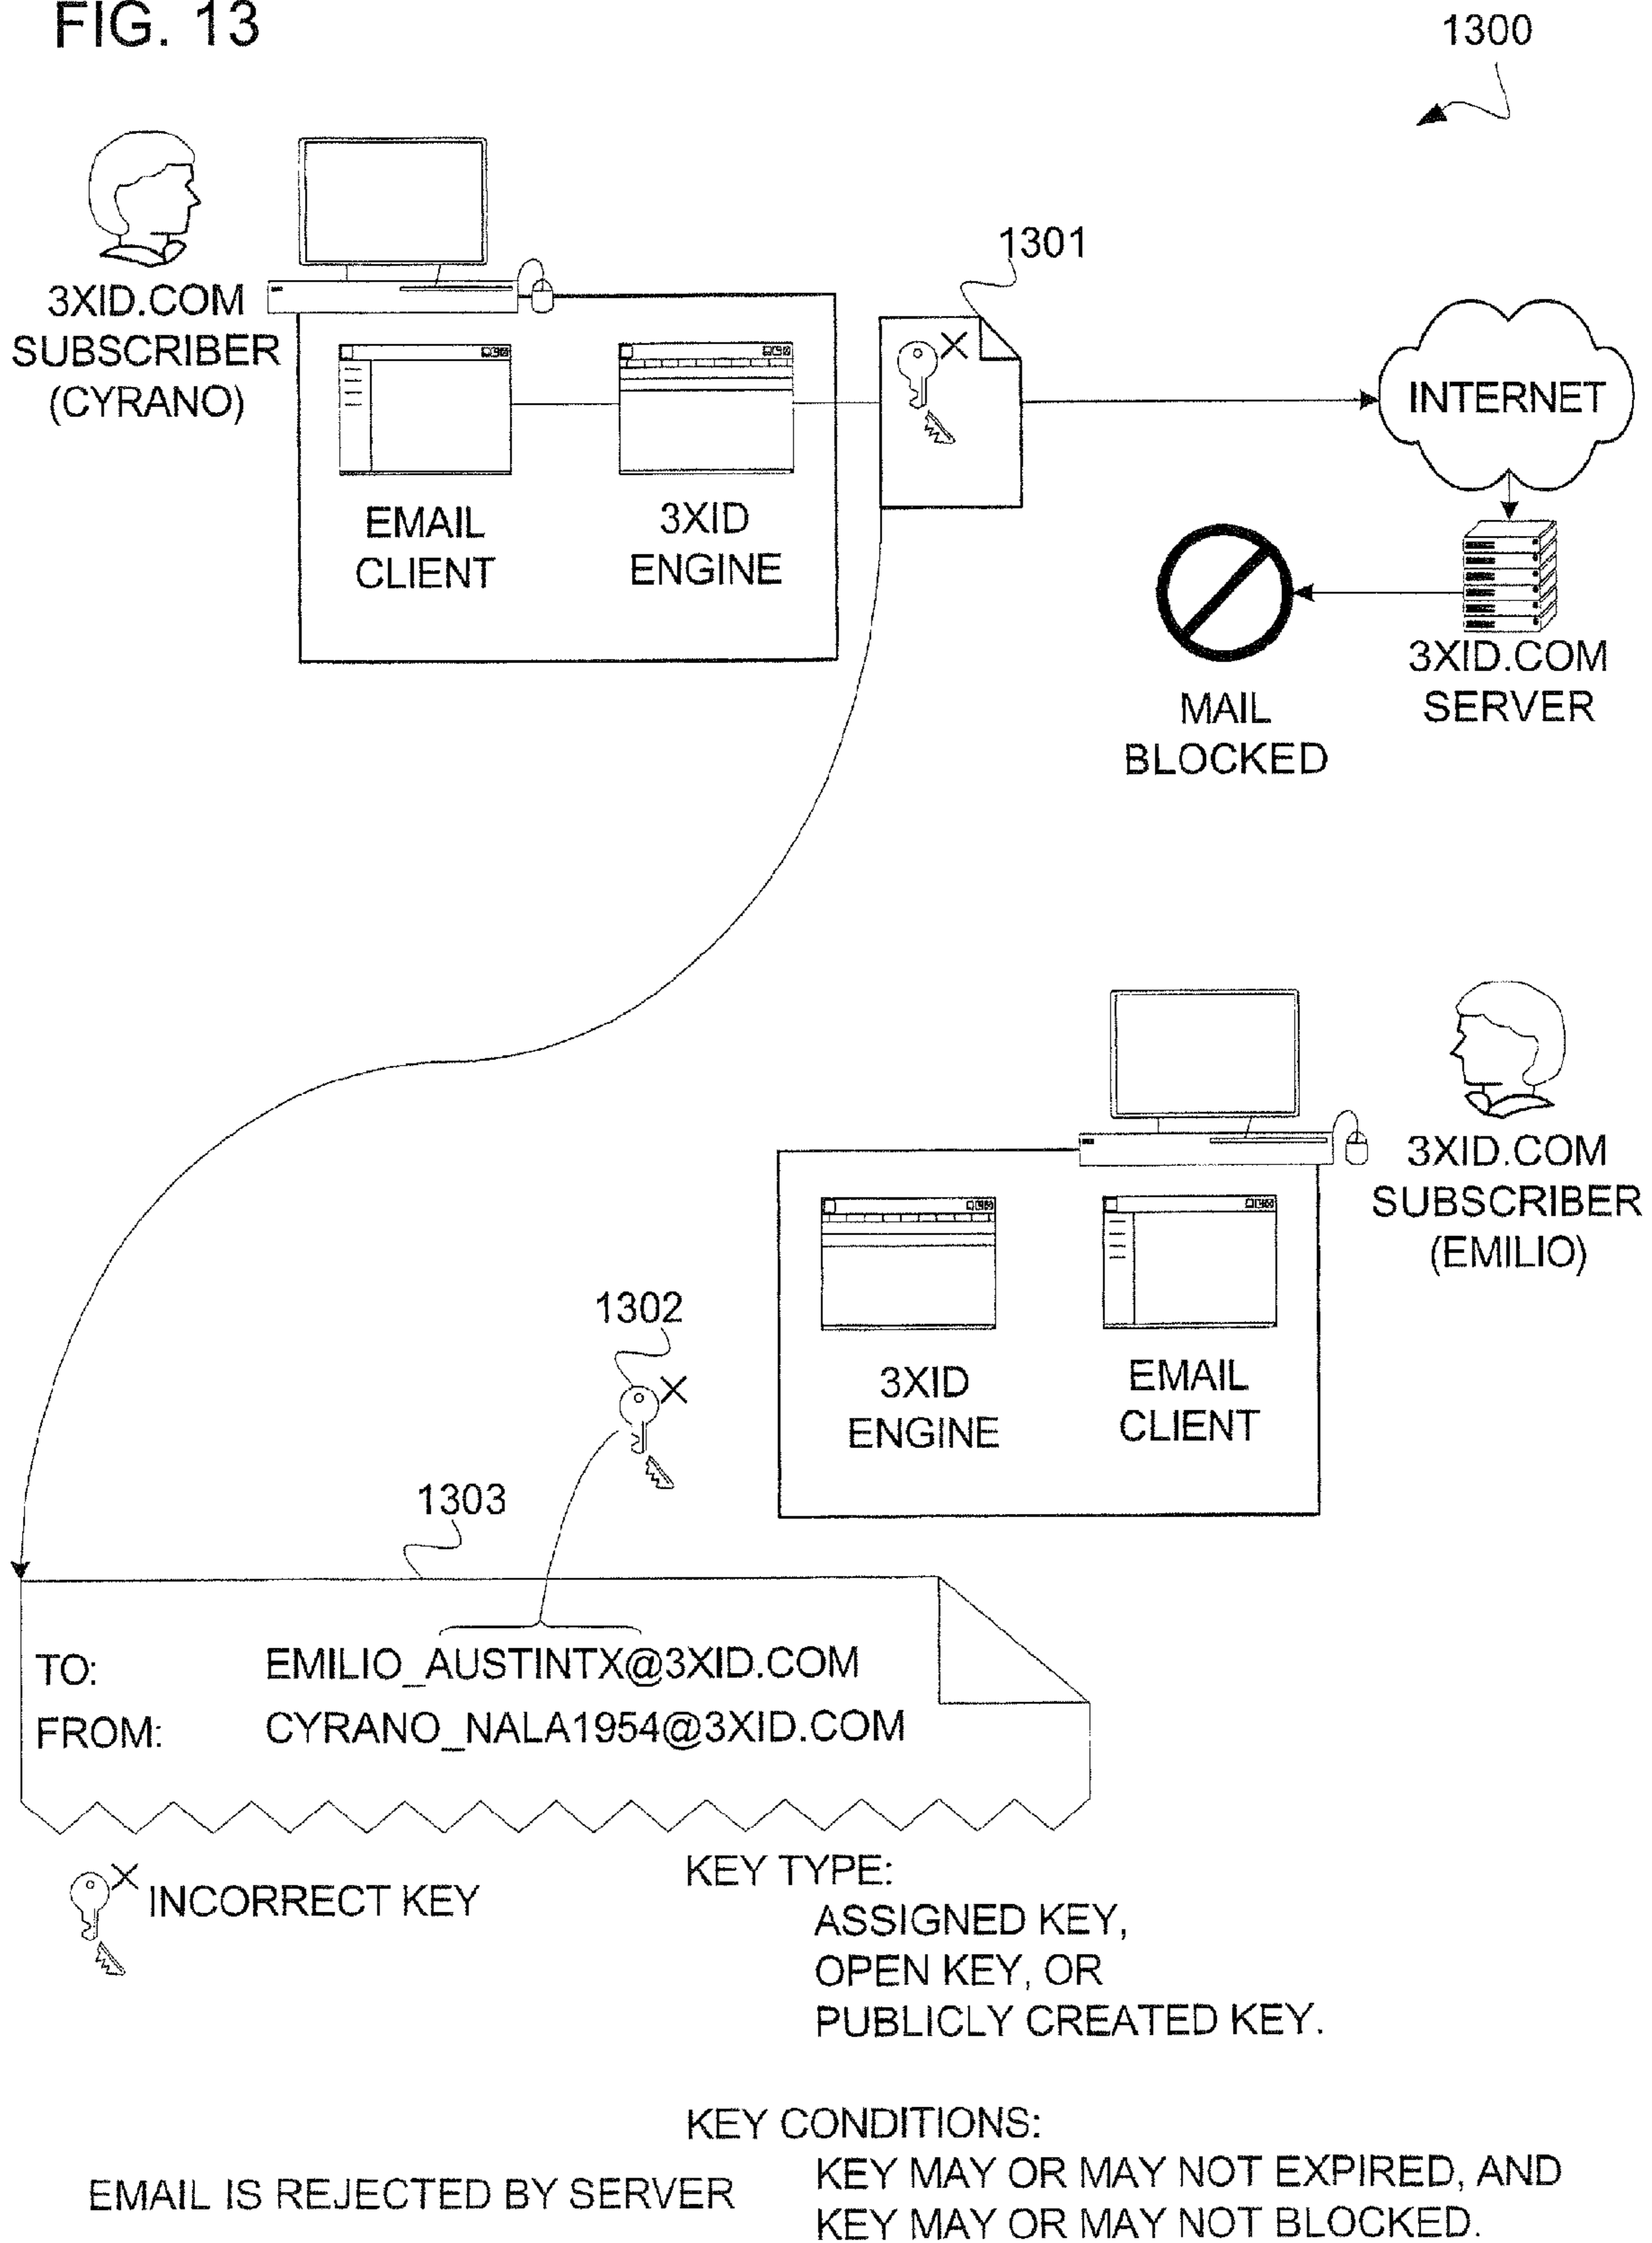 FIG. 13
1300
1301
3XID.COM
SUBSCRIBER
(CYRANO)
EMAIL
CLIENT
3XID
ENGINE
INTERNET
3XID.COM
SERVER
MAIL
BLOCKED
3XID.COM
SUBSCRIBER
(EMILIO)
3XID
ENGINE
EMAIL
CLIENT
1302
1303
TO: EMILIO_AUSTINTX@3XID.COM
FROM: CYRANO_NALA1954@3XID.COM
INCORRECT KEY
KEY TYPE:
ASSIGNED KEY,
OPEN KEY, OR
PUBLICLY CREATED KEY.
EMAIL IS REJECTED BY SERVER
KEY CONDITIONS:
KEY MAY OR MAY NOT EXPIRED, AND
KEY MAY OR MAY NOT BLOCKED.